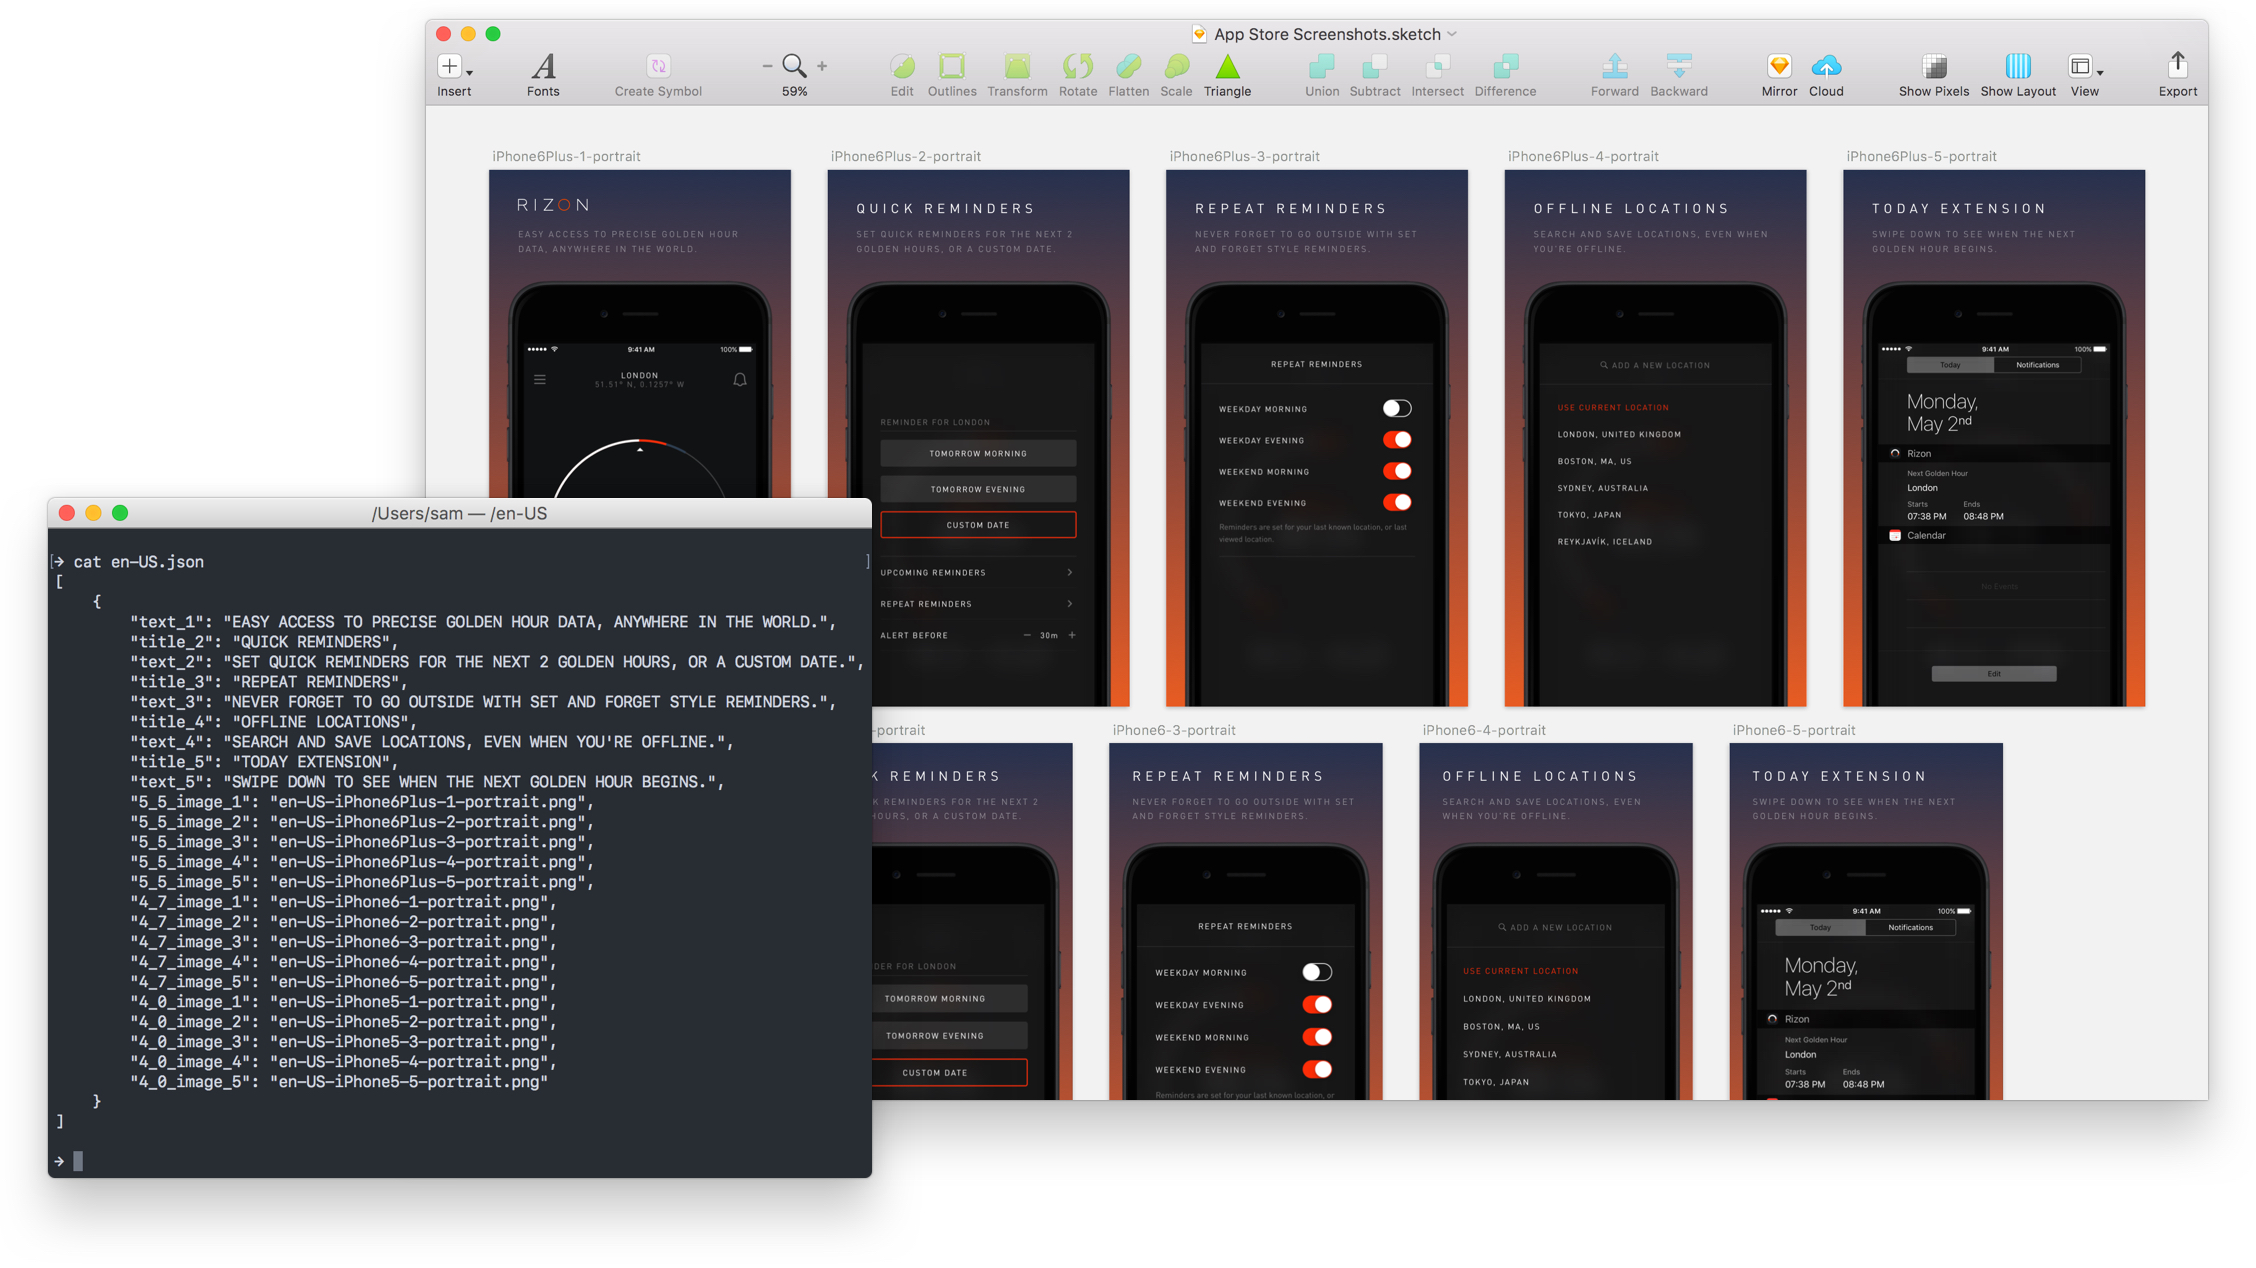 App Store Screenshots.sketch
Insert
Fonts
Create Symbol
59%
Edit
Outlines
Transform
Rotate
Flatten
Scale
Triangle
Union
Subtract
Intersect
Difference
Forward
Backward
Mirror
Cloud
Show Pixels
Show Layout
View
Export
iPhone6Plus-1-portrait
RIZON
EASY ACCESS TO PRECISE GOLDEN HOUR
DATA, ANYWHERE IN THE WORLD.
9:41 AM
100%
LONDON
51.51° N, 0.1257° W
iPhone6Plus-2-portrait
QUICK REMINDERS
SET QUICK REMINDERS FOR THE NEXT 2
GOLDEN HOURS, OR A CUSTOM DATE.
REMINDER FOR LONDON
TOMORROW MORNING
TOMORROW EVENING
CUSTOM DATE
UPCOMING REMINDERS
REPEAT REMINDERS
ALERT BEFORE − 30m +
iPhone6Plus-3-portrait
REPEAT REMINDERS
NEVER FORGET TO GO OUTSIDE WITH SET
AND FORGET STYLE REMINDERS.
REPEAT REMINDERS
WEEKDAY MORNING
WEEKDAY EVENING
WEEKEND MORNING
WEEKEND EVENING
Reminders are set for your last known location, or last
viewed location.
iPhone6Plus-4-portrait
OFFLINE LOCATIONS
SEARCH AND SAVE LOCATIONS, EVEN WHEN
YOU'RE OFFLINE.
ADD A NEW LOCATION
USE CURRENT LOCATION
LONDON, UNITED KINGDOM
BOSTON, MA, US
SYDNEY, AUSTRALIA
TOKYO, JAPAN
REYKJAVÍK, ICELAND
iPhone6Plus-5-portrait
TODAY EXTENSION
SWIPE DOWN TO SEE WHEN THE NEXT
GOLDEN HOUR BEGINS.
9:41 AM
100%
Today
Notifications
Monday,
May 2nd
Rizon
Next Golden Hour
London
Starts Ends
07:38 PM 08:48 PM
Calendar
No Events
Edit
-portrait
K REMINDERS
K REMINDERS FOR THE NEXT 2
HOURS, OR A CUSTOM DATE.
DER FOR LONDON
TOMORROW MORNING
TOMORROW EVENING
CUSTOM DATE
iPhone6-3-portrait
REPEAT REMINDERS
NEVER FORGET TO GO OUTSIDE WITH SET
AND FORGET STYLE REMINDERS.
REPEAT REMINDERS
WEEKDAY MORNING
WEEKDAY EVENING
WEEKEND MORNING
WEEKEND EVENING
Reminders are set for your last known location, or
iPhone6-4-portrait
OFFLINE LOCATIONS
SEARCH AND SAVE LOCATIONS, EVEN
WHEN YOU'RE OFFLINE.
ADD A NEW LOCATION
USE CURRENT LOCATION
LONDON, UNITED KINGDOM
BOSTON, MA, US
SYDNEY, AUSTRALIA
TOKYO, JAPAN
iPhone6-5-portrait
TODAY EXTENSION
SWIPE DOWN TO SEE WHEN THE NEXT
GOLDEN HOUR BEGINS.
9:41 AM
100%
Today
Notifications
Monday,
May 2nd
Rizon
Next Golden Hour
London
Starts Ends
07:38 PM 08:48 PM
/Users/sam — /en-US
[→ cat en-US.json ]
[
{
"text_1": "EASY ACCESS TO PRECISE GOLDEN HOUR DATA, ANYWHERE IN THE WORLD.",
"title_2": "QUICK REMINDERS",
"text_2": "SET QUICK REMINDERS FOR THE NEXT 2 GOLDEN HOURS, OR A CUSTOM DATE.",
"title_3": "REPEAT REMINDERS",
"text_3": "NEVER FORGET TO GO OUTSIDE WITH SET AND FORGET STYLE REMINDERS.",
"title_4": "OFFLINE LOCATIONS",
"text_4": "SEARCH AND SAVE LOCATIONS, EVEN WHEN YOU'RE OFFLINE.",
"title_5": "TODAY EXTENSION",
"text_5": "SWIPE DOWN TO SEE WHEN THE NEXT GOLDEN HOUR BEGINS.",
"5_5_image_1": "en-US-iPhone6Plus-1-portrait.png",
"5_5_image_2": "en-US-iPhone6Plus-2-portrait.png",
"5_5_image_3": "en-US-iPhone6Plus-3-portrait.png",
"5_5_image_4": "en-US-iPhone6Plus-4-portrait.png",
"5_5_image_5": "en-US-iPhone6Plus-5-portrait.png",
"4_7_image_1": "en-US-iPhone6-1-portrait.png",
"4_7_image_2": "en-US-iPhone6-2-portrait.png",
"4_7_image_3": "en-US-iPhone6-3-portrait.png",
"4_7_image_4": "en-US-iPhone6-4-portrait.png",
"4_7_image_5": "en-US-iPhone6-5-portrait.png",
"4_0_image_1": "en-US-iPhone5-1-portrait.png",
"4_0_image_2": "en-US-iPhone5-2-portrait.png",
"4_0_image_3": "en-US-iPhone5-3-portrait.png",
"4_0_image_4": "en-US-iPhone5-4-portrait.png",
"4_0_image_5": "en-US-iPhone5-5-portrait.png"
}
]
→